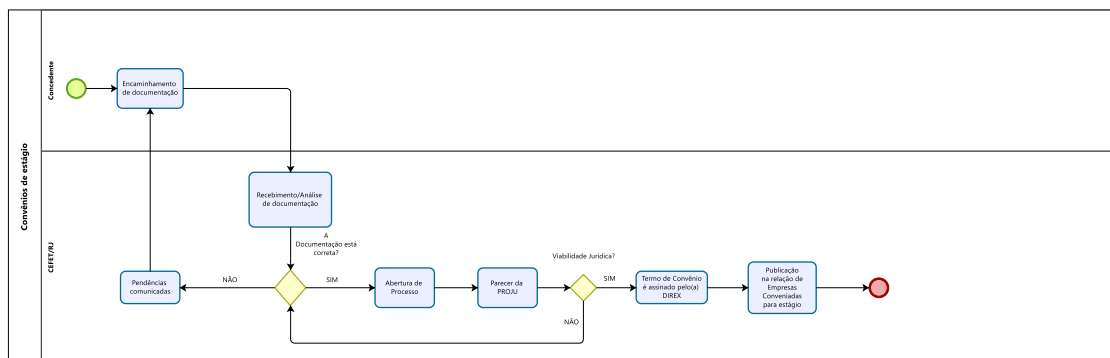 Convênios de estágio
Concedente
Encaminhamento
de documentação
CEFET/RJ
Recebimento/Análise
de documentação
A
Documentação está
correta?
NÃO
Pendências
comunicadas
SIM
Abertura de
Processo
Parecer da
PROJU
Viabilidade Jurídica?
SIM
NÃO
Termo de Convênio
é assinado pelo(a)
DIREX
Publicação
na relação de
Empresas
Conveniadas
para estágio